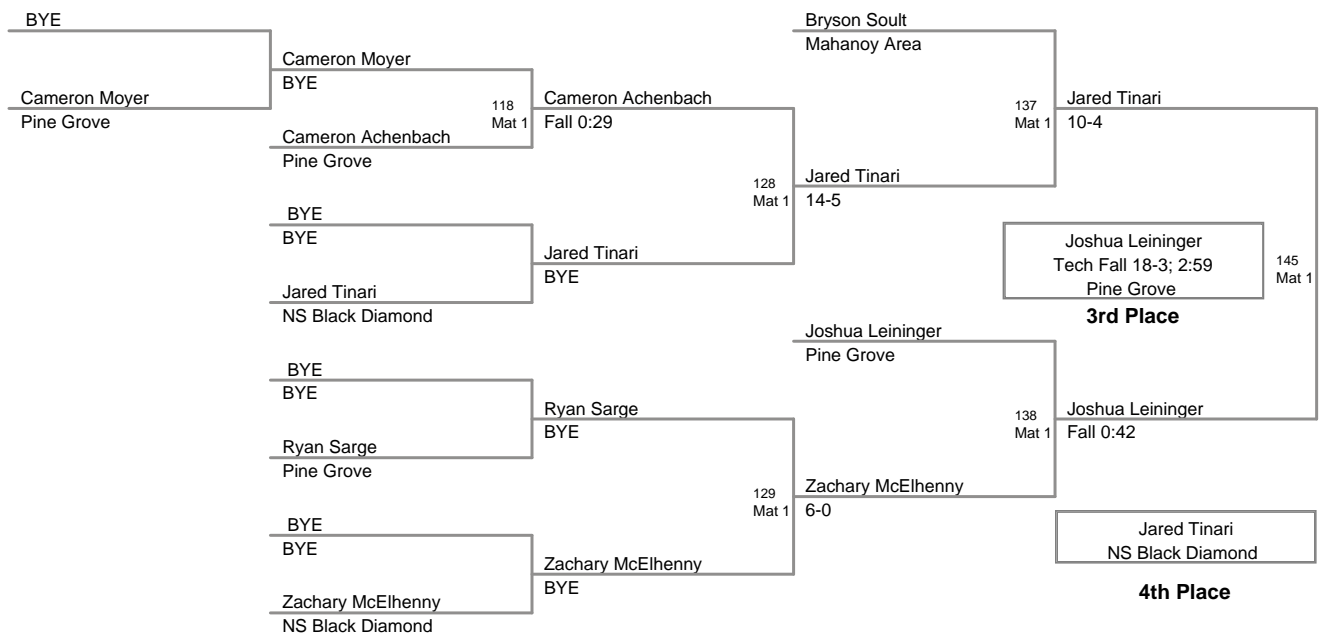 BYE
Cameron Moyer
Pine Grove
Cameron Moyer
BYE
Cameron Achenbach
Pine Grove
118
Mat 1
Cameron Achenbach
Fall 0:29
BYE
BYE
Jared Tinari
NS Black Diamond
Jared Tinari
BYE
128
Mat 1
Jared Tinari
14-5
Bryson Soult
Mahanoy Area
137
Mat 1
Jared Tinari
10-4
Joshua Leininger
Tech Fall 18-3; 2:59
Pine Grove
3rd Place
145
Mat 1
BYE
BYE
Ryan Sarge
Pine Grove
Ryan Sarge
BYE
BYE
BYE
Zachary McElhenny
NS Black Diamond
Zachary McElhenny
BYE
129
Mat 1
Zachary McElhenny
6-0
Joshua Leininger
Pine Grove
138
Mat 1
Joshua Leininger
Fall 0:42
Jared Tinari
NS Black Diamond
4th Place